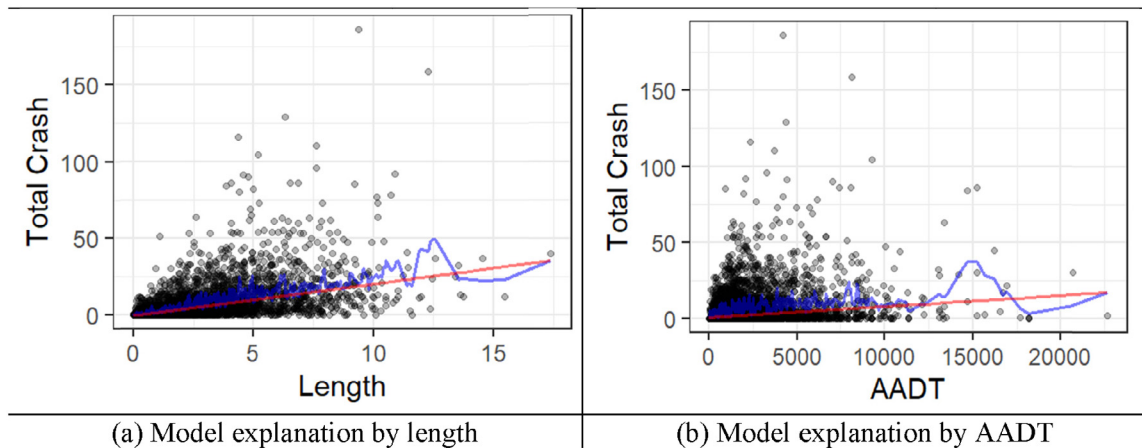 Total Crash
150
100
50
0
0 5 10 15
Length
(a) Model explanation by length
Total Crash
150
100
50
0
0 5000 10000 15000 20000
AADT
(b) Model explanation by AADT